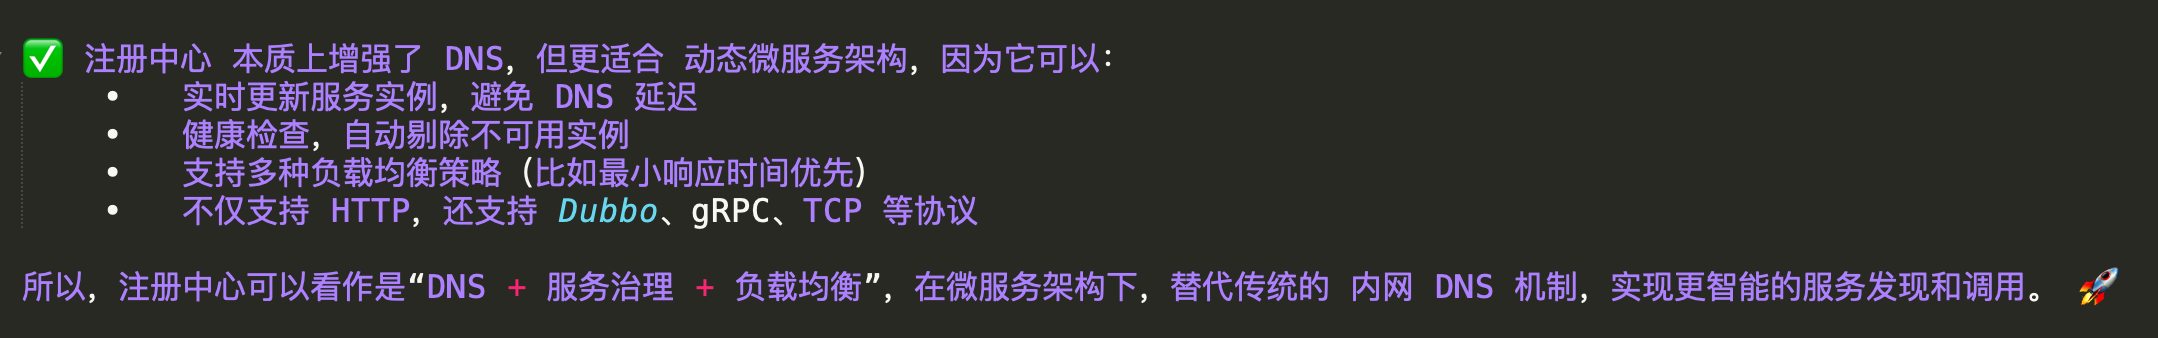 ✅ 注册中心 本质上增强了 DNS，但更适合 动态微服务架构，因为它可以：
• 实时更新服务实例，避免 DNS 延迟
• 健康检查，自动剔除不可用实例
• 支持多种负载均衡策略（比如最小响应时间优先）
• 不仅支持 HTTP，还支持 Dubbo、gRPC、TCP 等协议
所以，注册中心可以看作是“DNS + 服务治理 + 负载均衡”，在微服务架构下，替代传统的 内网 DNS 机制，实现更智能的服务发现和调用。 🚀